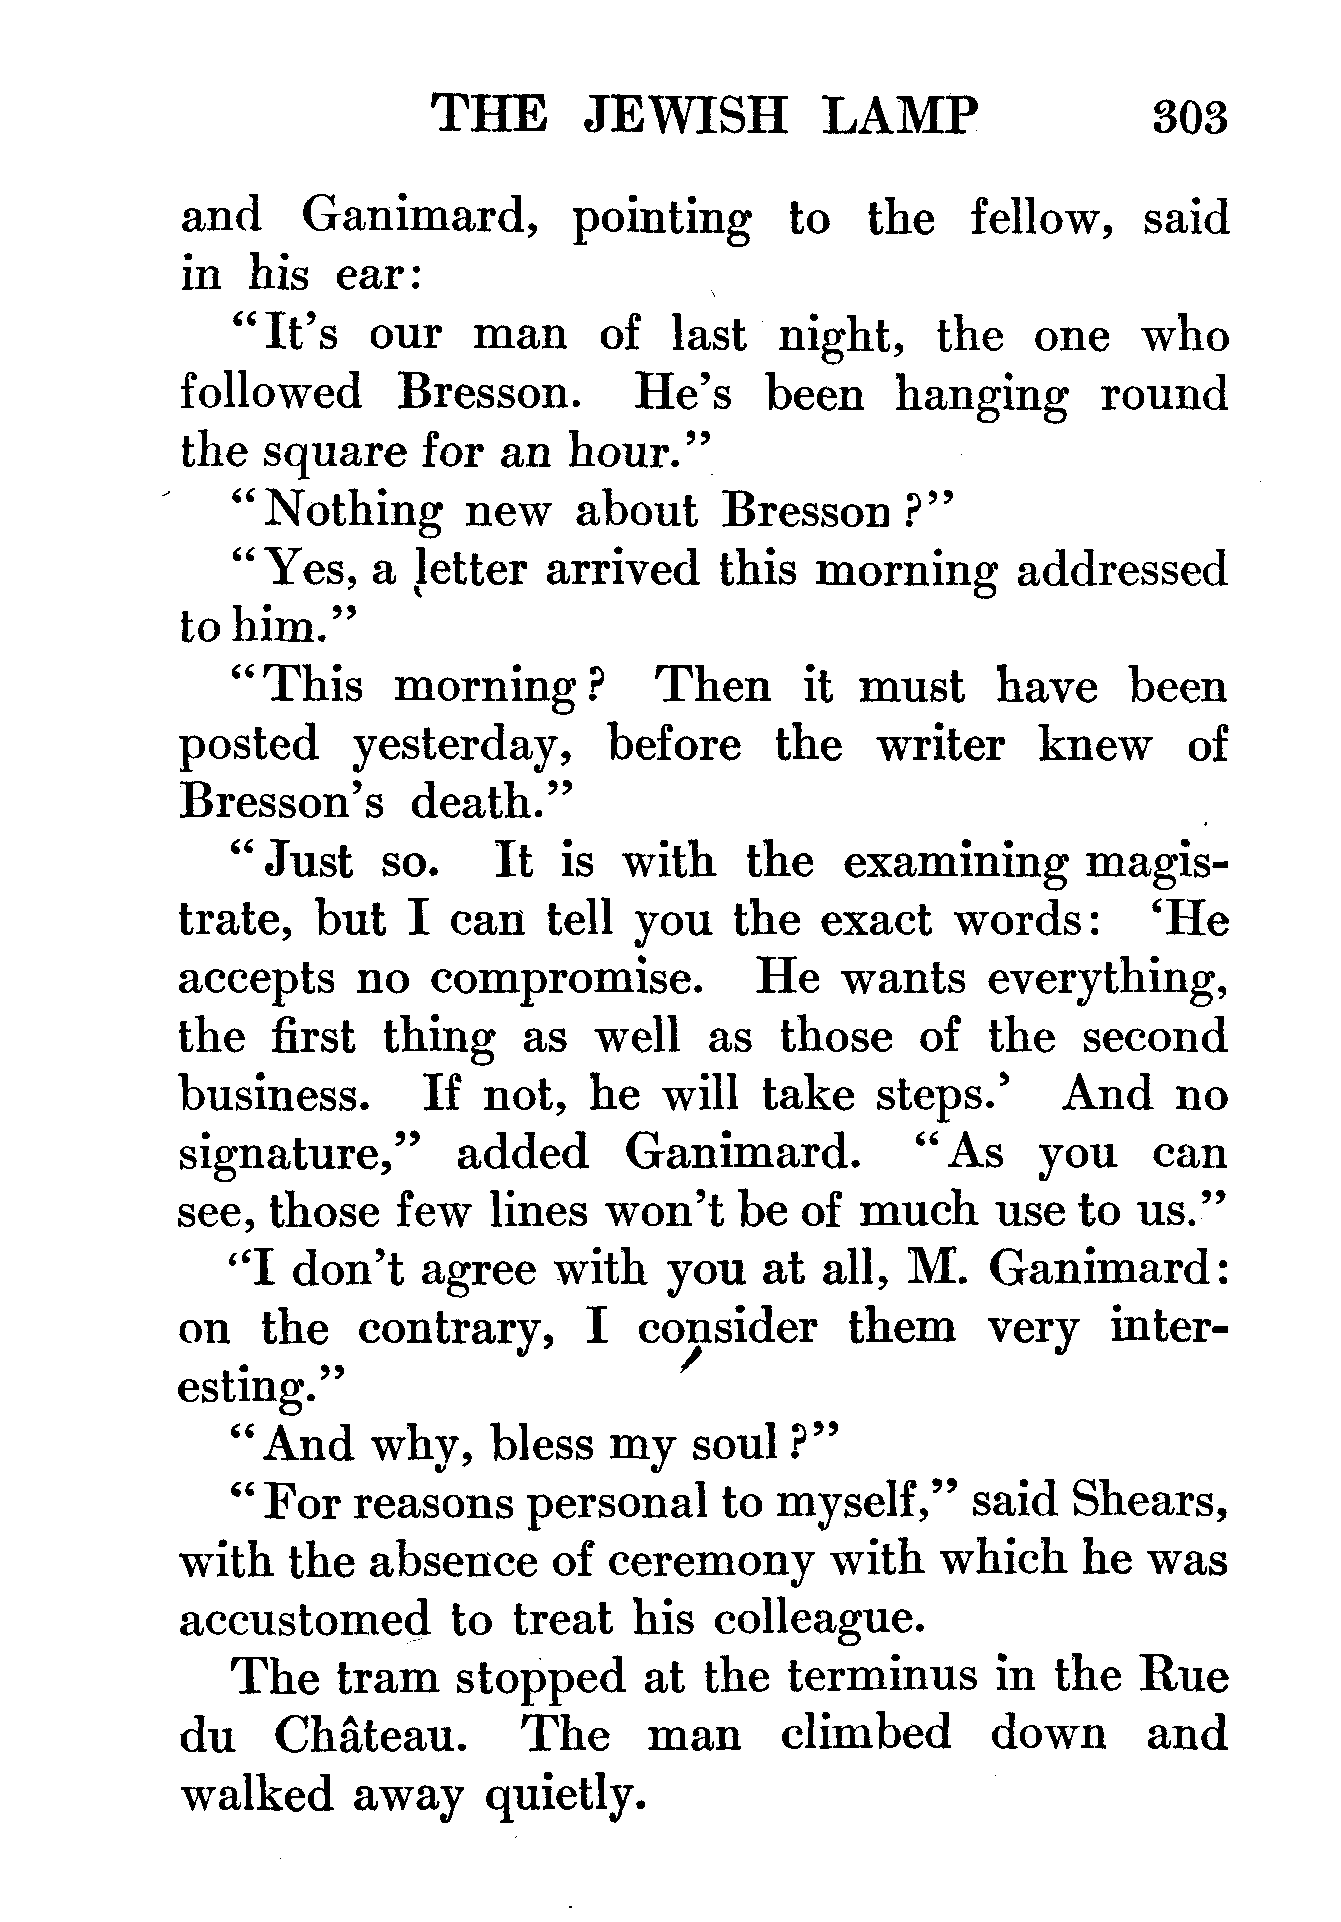 THE JEWISH LAMP 303
and Ganimard, pointing to the fellow, said
in his ear:
"It's our man of last night, the one who
followed Bresson. He's been hanging round
the square for an hour."
"Nothing new about Bresson?"
"Yes, a letter arrived this morning addressed
to him."
"This morning? Then it must have been
posted yesterday, before the writer knew of
Bresson's death."
"Just so. It is with the examining magis-
trate, but I can tell you the exact words: 'He
accepts no compromise. He wants everything,
the first thing as well as those of the second
business. If not, he will take steps.' And no
signature," added Ganimard. "As you can
see, those few lines won't be of much use to us."
"I don't agree with you at all, M. Ganimard:
on the contrary, I consider them very inter-
esting."
"And why, bless my soul?"
"For reasons personal to myself," said Shears,
with the absence of ceremony with which he was
accustomed to treat his colleague.
The tram stopped at the terminus in the Rue
du Château. The man climbed down and
walked away quietly.